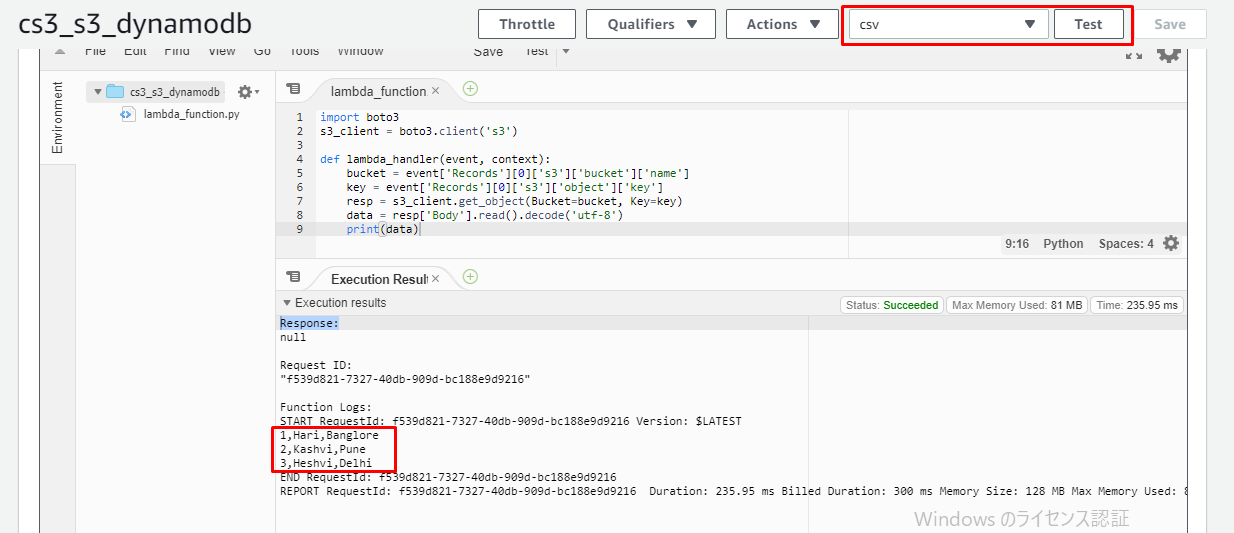 cs3_s3_dynamodb
Throttle
Qualifiers
Actions
csv
Test
Save
File Edit Find View Go Tools Window Save Test
Environment
cs3_s3_dynamodb
lambda_function.py
lambda_function
1 import boto3
2 s3_client = boto3.client('s3')
3
4 def lambda_handler(event, context):
5 bucket = event['Records'][0]['s3']['bucket']['name']
6 key = event['Records'][0]['s3']['object']['key']
7 resp = s3_client.get_object(Bucket=bucket, Key=key)
8 data = resp['Body'].read().decode('utf-8')
9 print(data)
9:16 Python Spaces: 4
Execution Result
Execution results
Status: Succeeded
Max Memory Used: 81 MB
Time: 235.95 ms
Response:
null
Request ID:
"f539d821-7327-40db-909d-bc188e9d9216"
Function Logs:
START RequestId: f539d821-7327-40db-909d-bc188e9d9216 Version: $LATEST
1,Hari,Banglore
2,Kashvi,Pune
3,Heshvi,Delhi
END RequestId: f539d821-7327-40db-909d-bc188e9d9216
REPORT RequestId: f539d821-7327-40db-909d-bc188e9d9216 Duration: 235.95 ms Billed Duration: 300 ms Memory Size: 128 MB Max Memory Used: 8
Windows のライセンス認証